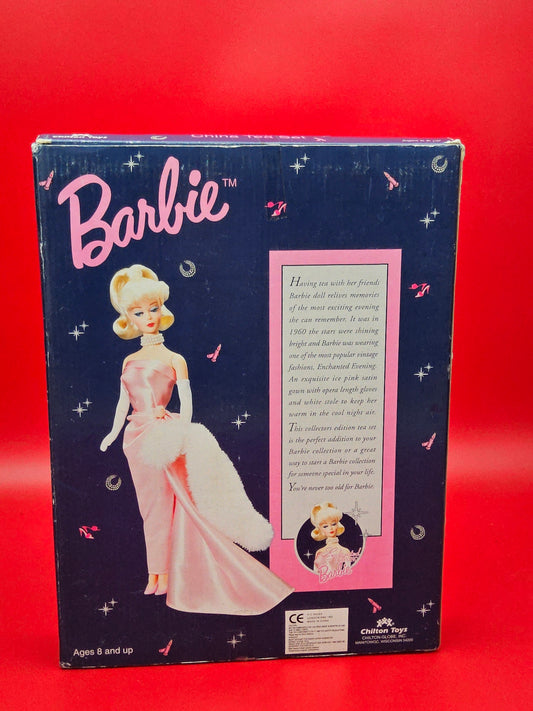 China Tea Set
Barbie™
Having tea with her friends
Barbie doll relives memories
of the most exciting evening
she can remember. It was in
1960 the stars were shining
bright and Barbie was wearing
one of the most popular vintage
fashions, Enchanted Evening.
An exquisite ice pink satin
gown with opera length gloves
and white stole to keep her
warm in the cool night air.
This collectors edition tea set
is the perfect addition to your
Barbie collection or a great
way to start a Barbie collection
for someone special in your life.
You're never too old for Barbie.
Barbie
CE
Chilton Toys
CHILTON-GLOBE, INC.
MANITOWOC, WISCONSIN 54220
Ages 8 and up